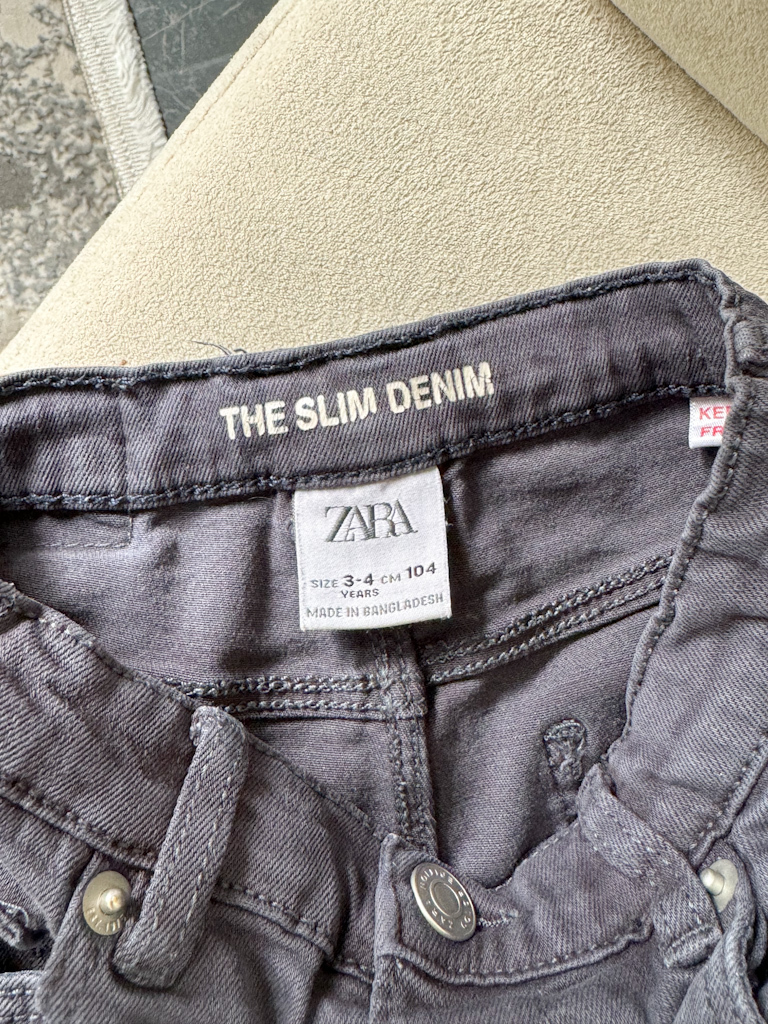 THE SLIM DENIM
ZARA
SIZE 3-4 CM 104
YEARS
MADE IN BANGLADESH